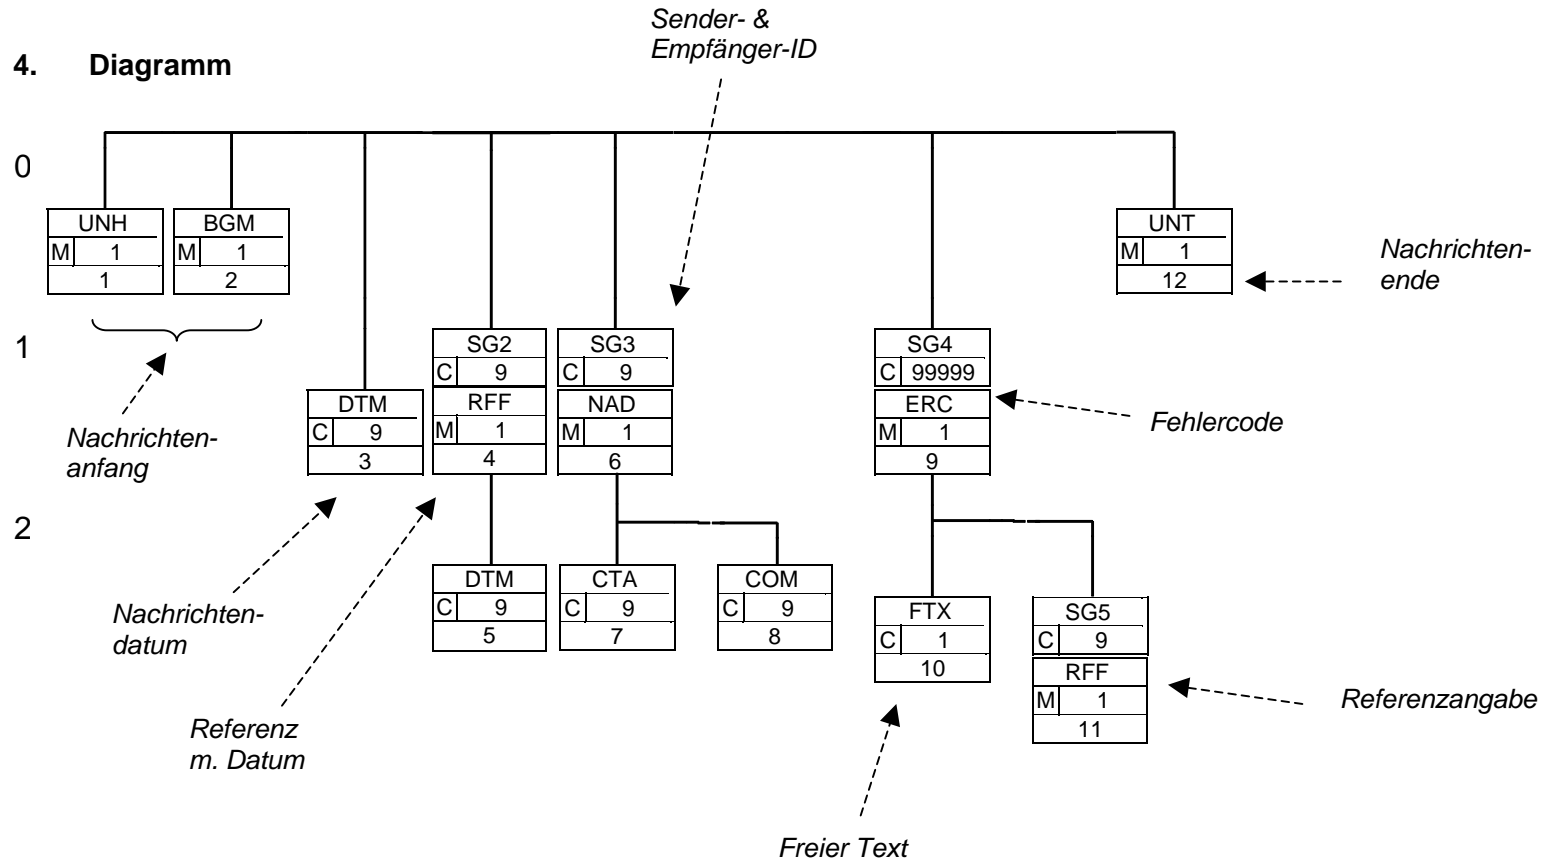 Sender- &
Empfänger-ID
4. Diagramm
0
UNH
M 1
1
BGM
M 1
2
UNT
M 1
12
Nachrichten-
ende
1
Nachrichten-
anfang
DTM
C 9
3
SG2
C 9
RFF
M 1
4
SG3
C 9
NAD
M 1
6
SG4
C 99999
ERC
M 1
9
Fehlercode
2
Nachrichten-
datum
Referenz
m. Datum
DTM
C 9
5
CTA
C 9
7
COM
C 9
8
FTX
C 1
10
SG5
C 9
RFF
M 1
11
Referenzangabe
Freier Text